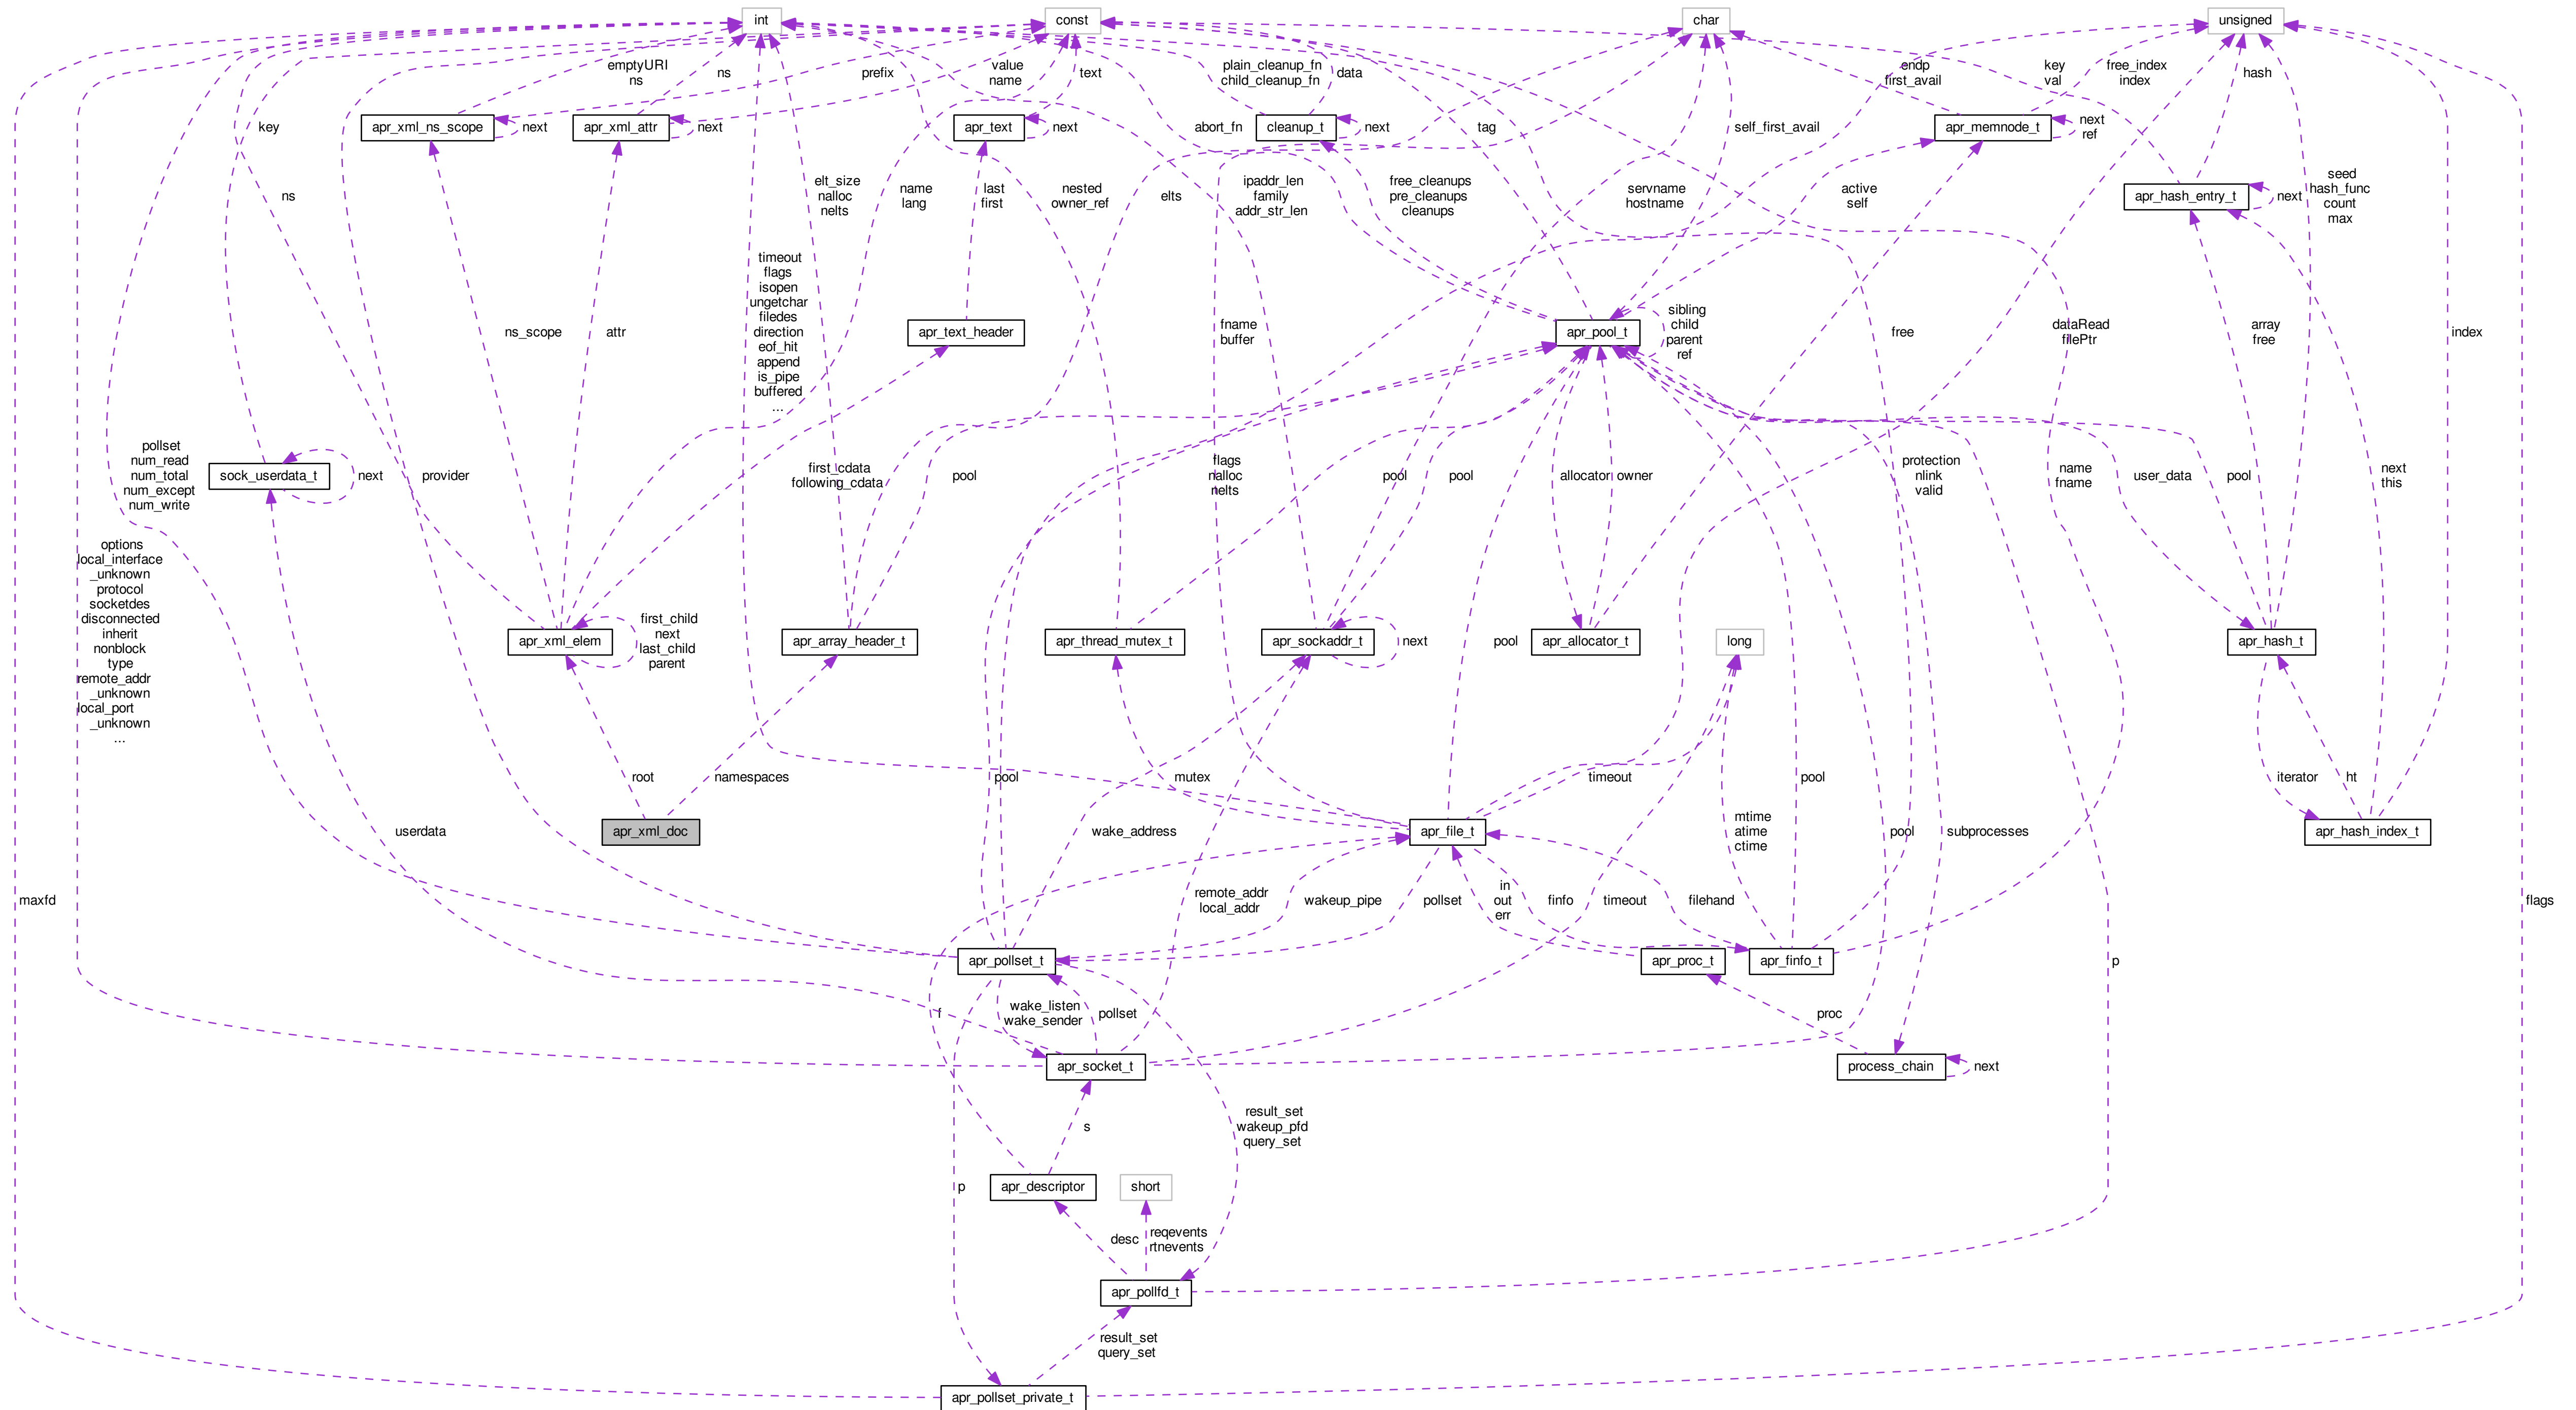 int
const
char
unsigned
emptyURI
ns
ns
prefix
value
name
text
plain_cleanup_fn
child_cleanup_fn
data
endp
first_avail
key
val
free_index
index
hash
key
apr_xml_ns_scope
next
apr_xml_attr
next
apr_text
next
abort_fn
cleanup_t
next
tag
self_first_avail
apr_memnode_t
next
ref
ns
elt_size
nalloc
nelts
name
lang
last
first
nested
owner_ref
elts
ipaddr_len
family
addr_str_len
free_cleanups
pre_cleanups
cleanups
servname
hostname
active
self
apr_hash_entry_t
next
seed
hash_func
count
max
timeout
flags
isopen
ungetchar
filedes
direction
eof_hit
append
is_pipe
buffered
...
ns_scope
attr
apr_text_header
fname
buffer
apr_pool_t
sibling
child
parent
ref
free
dataRead
filePtr
array
free
index
pollset
num_read
num_total
num_except
num_write
sock_userdata_t
next
provider
first_cdata
following_cdata
pool
flags
nalloc
nelts
pool
pool
allocator
owner
protection
nlink
valid
name
fname
user_data
pool
next
this
options
local_interface
_unknown
protocol
socketdes
disconnected
inherit
nonblock
type
remote_addr
_unknown
local_port
_unknown
...
apr_xml_elem
first_child
next
last_child
parent
apr_array_header_t
apr_thread_mutex_t
apr_sockaddr_t
next
pool
apr_allocator_t
long
apr_hash_t
root
namespaces
pool
mutex
timeout
pool
iterator
ht
userdata
apr_xml_doc
wake_address
apr_file_t
mtime
atime
ctime
pool
subprocesses
apr_hash_index_t
maxfd
remote_addr
local_addr
wakeup_pipe
pollset
in
out
err
finfo
timeout
filehand
flags
apr_pollset_t
apr_proc_t
apr_finfo_t
p
f
wake_listen
wake_sender
pollset
proc
apr_socket_t
process_chain
next
s
result_set
wakeup_pfd
query_set
p
apr_descriptor
short
desc
reqevents
rtnevents
apr_pollfd_t
result_set
query_set
apr_pollset_private_t